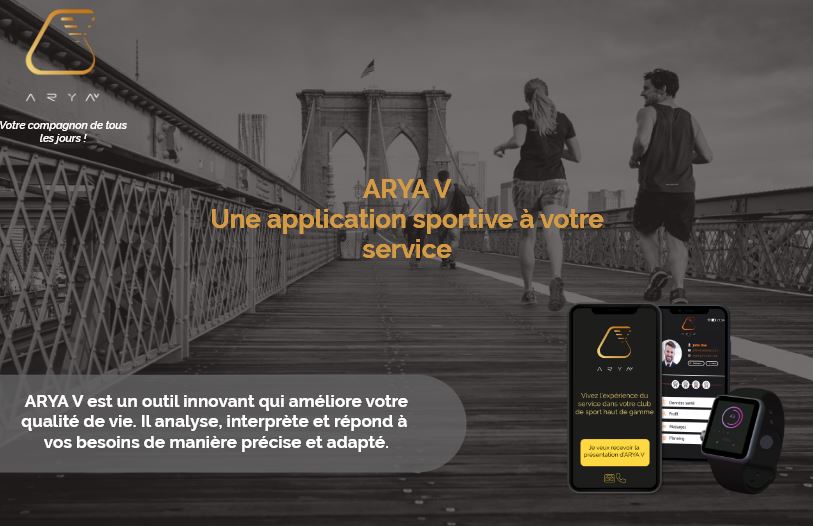 ARYA V
Votre compagnon de tous
les jours !
ARYA V
Une application sportive à votre
service
ARYA V est un outil innovant qui améliore votre
qualité de vie. Il analyse, interprète et répond à
vos besoins de manière précise et adapté.
ARYA V
Vivez l'expérience du
service dans votre club
de sport haut de gamme
Je veux recevoir la
présentation d'ARYA V
ARYA
Données santé
Profil
Messages
Planning